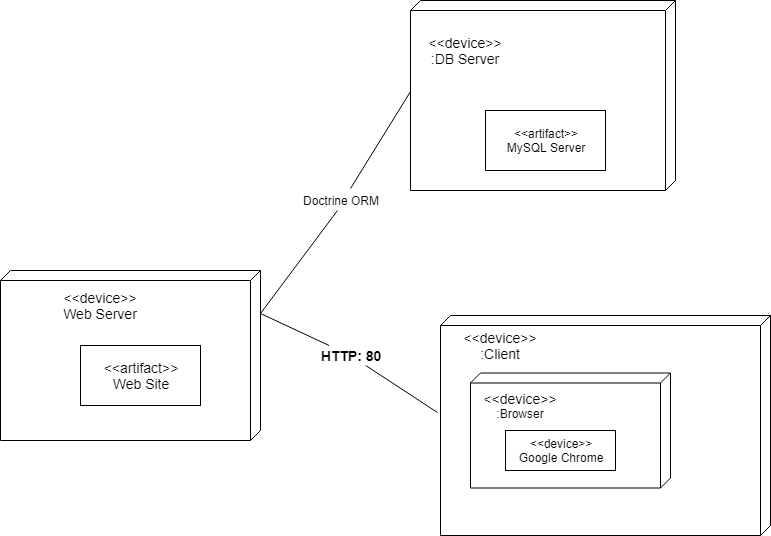 <<device>>
:DB Server
<<artifact>>
MySQL Server
Doctrine ORM
<<device>>
Web Server
<<artifact>>
Web Site
HTTP: 80
<<device>>
:Client
<<device>>
:Browser
<<device>>
Google Chrome